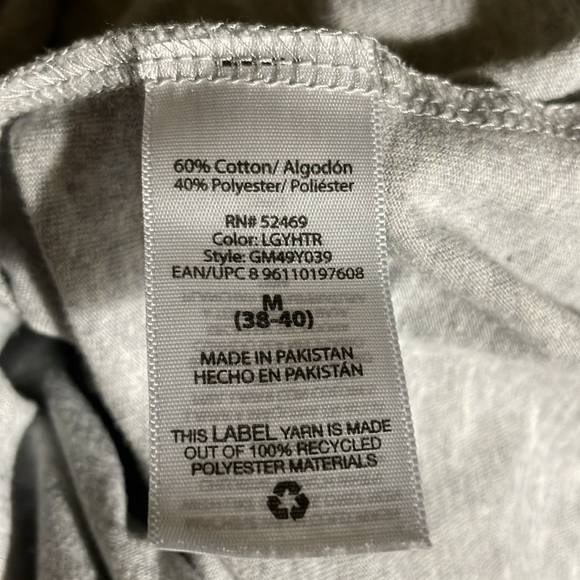 60% Cotton/ Algodón
40% Polyester/ Poliéster
RN# 52469
Color: LGYHTR
Style: GM49Y039
EAN/UPC 8 96110197608
M
(38-40)
MADE IN PAKISTAN
HECHO EN PAKISTÁN
THIS LABEL YARN IS MADE
OUT OF 100% RECYCLED
POLYESTER MATERIALS